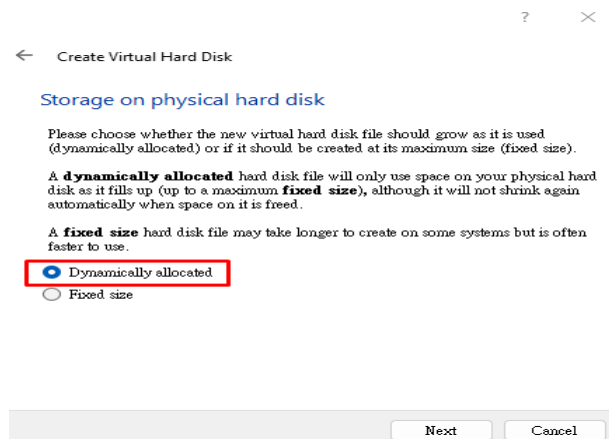 ?
Create Virtual Hard Disk
Storage on physical hard disk
Please choose whether the new virtual hard disk file should grow as it is used
(dynamically allocated) or if it should be created at its maximum size (fixed size).
A dynamically allocated hard disk file will only use space on your physical hard
disk as it fills up (up to a maximum fixed size), although it will not shrink again
automatically when space on it is freed.
A fixed size hard disk file may take longer to create on some systems but is often
faster to use.
Dynamically allocated
Fixed size
Next Cancel